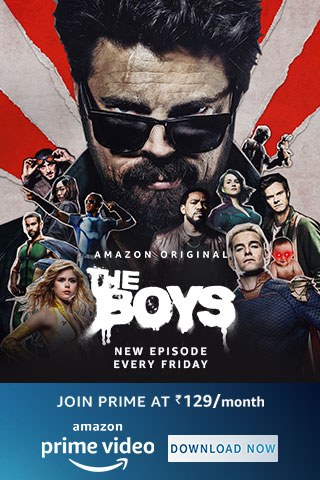 AMAZON ORIGINAL
THE
BOYS
NEW EPISODE
EVERY FRIDAY
JOIN PRIME AT ₹129/month
amazon
prime video
DOWNLOAD NOW